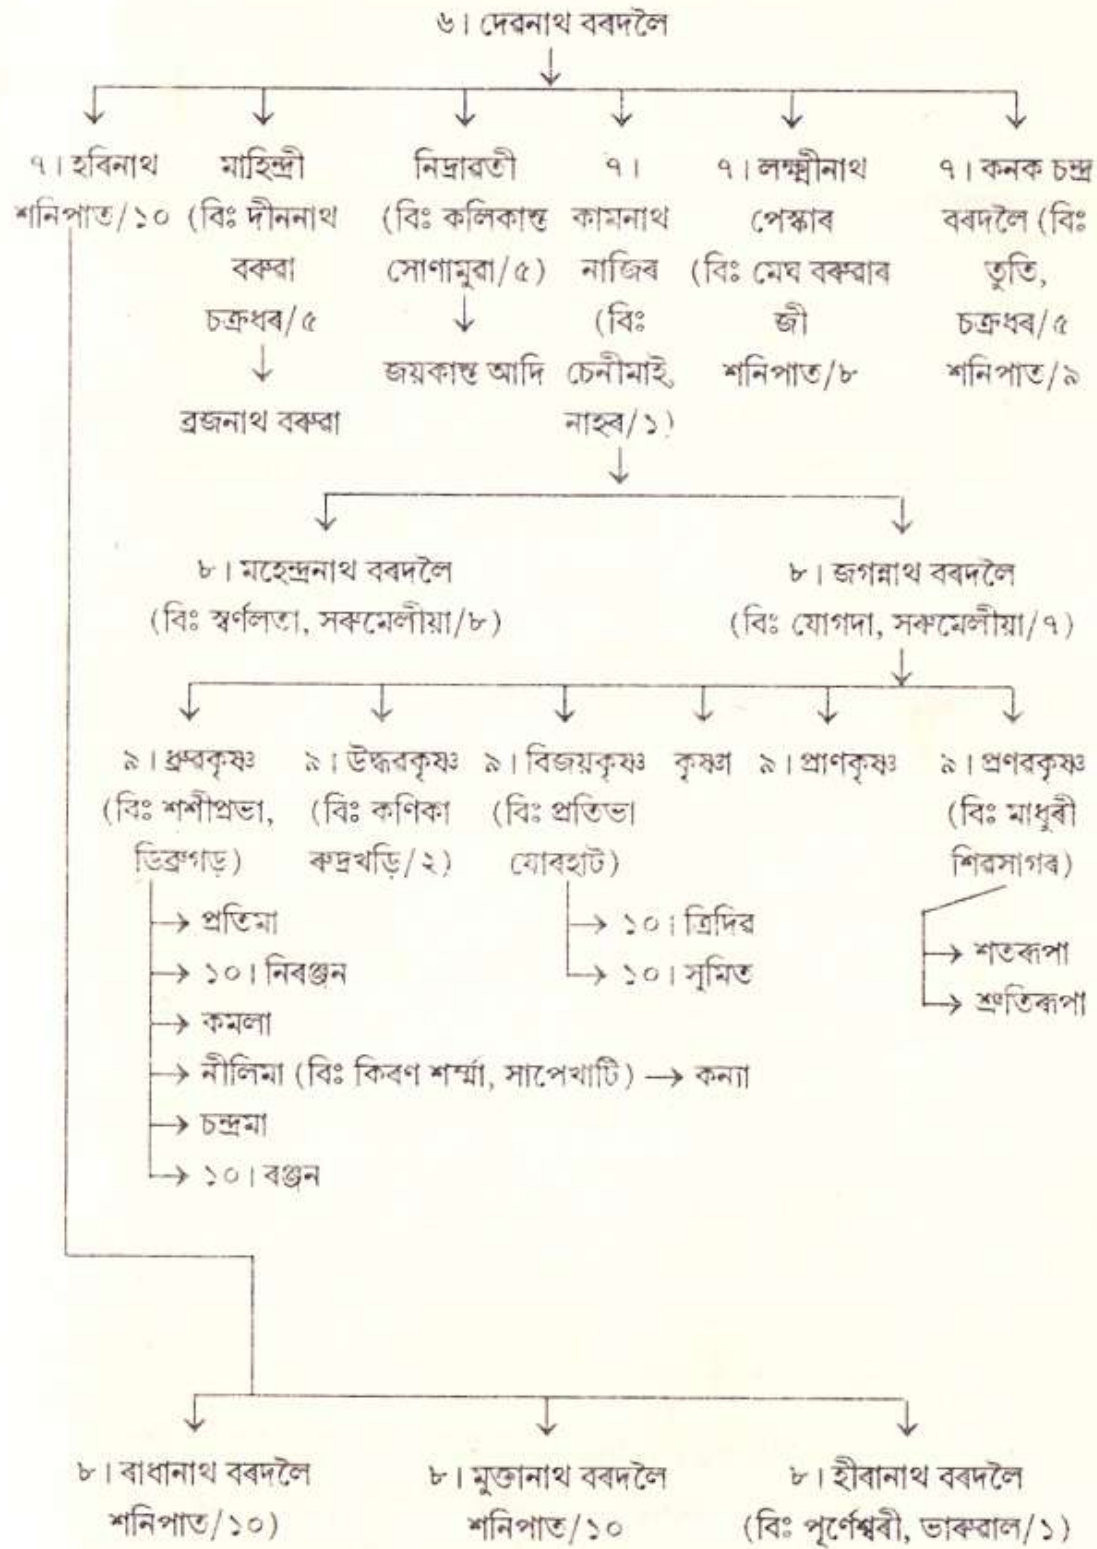 ৬। দেৱনাথ বৰদলৈ
৭। হৰিনাথ মাহিন্দ্ৰী নিদ্ৰাৱতী ৭। ৭। লক্ষ্মীনাথ ৭। কনক চন্দ্ৰ
শনিপাত/১০ (বিঃ দীননাথ (বিঃ কলিকান্ত কামনাথ পেস্কাৰ বৰদলৈ (বিঃ
বৰুৱা সোণামুৱা/৫) নাজিৰ (বিঃ মেঘ বৰুৱাৰ তুতি,
চক্ৰধৰ/৫ (বিঃ জী চক্ৰধৰ/৫
জয়কান্ত আদি চেনীমাই, শনিপাত/৮ শনিপাত/৯
ব্ৰজনাথ বৰুৱা নাহৰ/১)
৮। মহেন্দ্ৰনাথ বৰদলৈ ৮। জগন্নাথ বৰদলৈ
(বিঃ স্বৰ্ণলতা, সৰুমেলীয়া/৮) (বিঃ যোগদা, সৰুমেলীয়া/৭)
৯। ধ্ৰুৱকৃষ্ণ ৯। উদ্ধৱকৃষ্ণ ৯। বিজয়কৃষ্ণ কৃষ্ণা ৯। প্ৰাণকৃষ্ণ ৯। প্ৰণৱকৃষ্ণ
(বিঃ শশীপ্ৰভা, (বিঃ কণিকা (বিঃ প্ৰতিভা (বিঃ মাধুৰী
ডিব্ৰুগড়) ৰুদ্ৰখড়ি/২) যোৰহাট) শিৱসাগৰ)
প্ৰতিমা ১০। ত্ৰিদিৱ শতৰূপা
১০। নিৰঞ্জন ১০। সুমিত শ্ৰুতিৰূপা
কমলা
নীলিমা (বিঃ কিৰণ শৰ্ম্মা, সাপেখাটি) → কন্যা
চন্দ্ৰমা
১০। ৰঞ্জন
৮। ৰাধানাথ বৰদলৈ ৮। মুক্তানাথ বৰদলৈ ৮। হীৰানাথ বৰদলৈ
শনিপাত/১০) শনিপাত/১০ (বিঃ পূৰ্ণেশ্বৰী, ভাৰুৱাল/১)